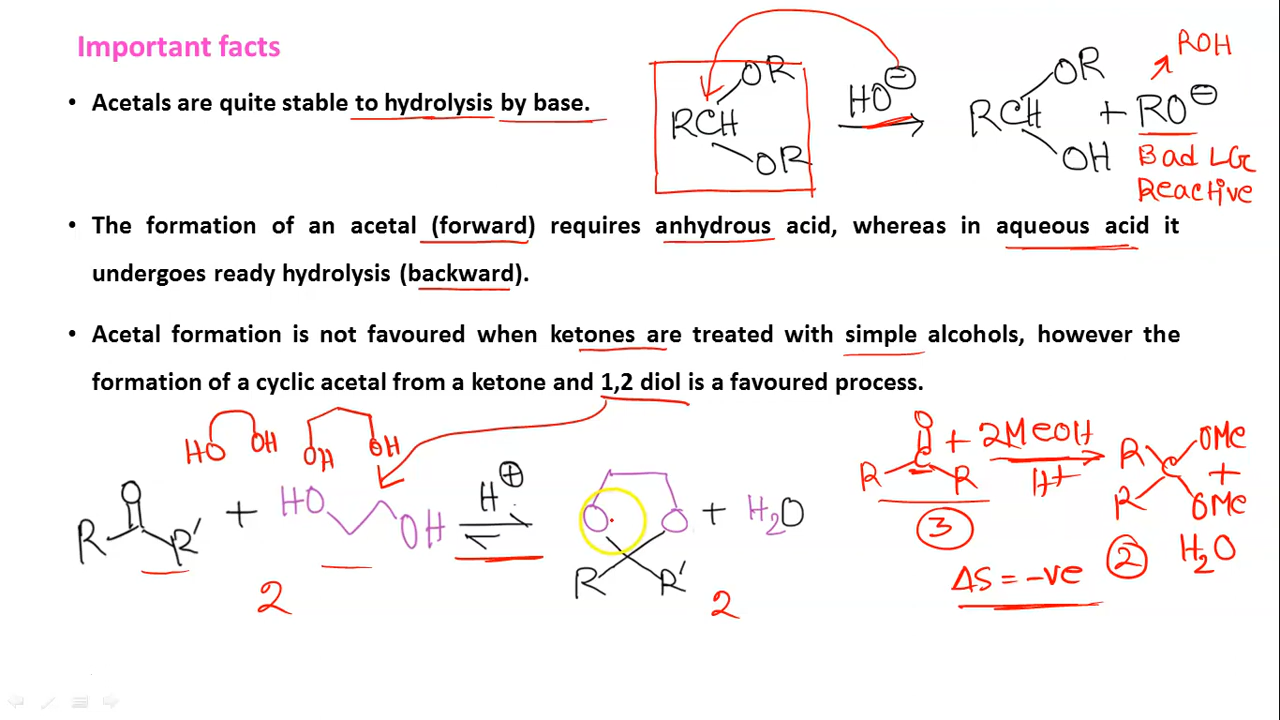 Important facts
• Acetals are quite stable to hydrolysis by base.
RCH
OR
OR
HO⊖
RCH
OR
OH
+ RO⊖
ROH
Bad LG
Reactive
• The formation of an acetal (forward) requires anhydrous acid, whereas in aqueous acid it
undergoes ready hydrolysis (backward).
• Acetal formation is not favoured when ketones are treated with simple alcohols, however the
formation of a cyclic acetal from a ketone and 1,2 diol is a favoured process.
HO OH
OH OH
O
R R'
+
HO
OH
H⊕
O O
R R'
+ H₂O
2
2
O
R C R
+ 2MeOH
H+
R
R
C
OMe
OMe
+
H₂O
3
2
ΔS = -ve